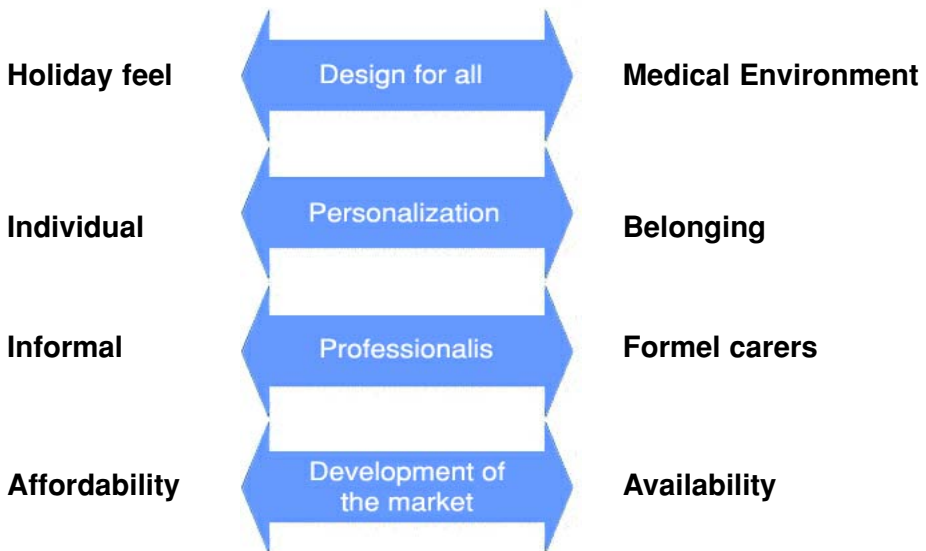 Holiday feel
Design for all
Medical Environment
Individual
Personalization
Belonging
Informal
Professionalis
Formel carers
Affordability
Development of
the market
Availability